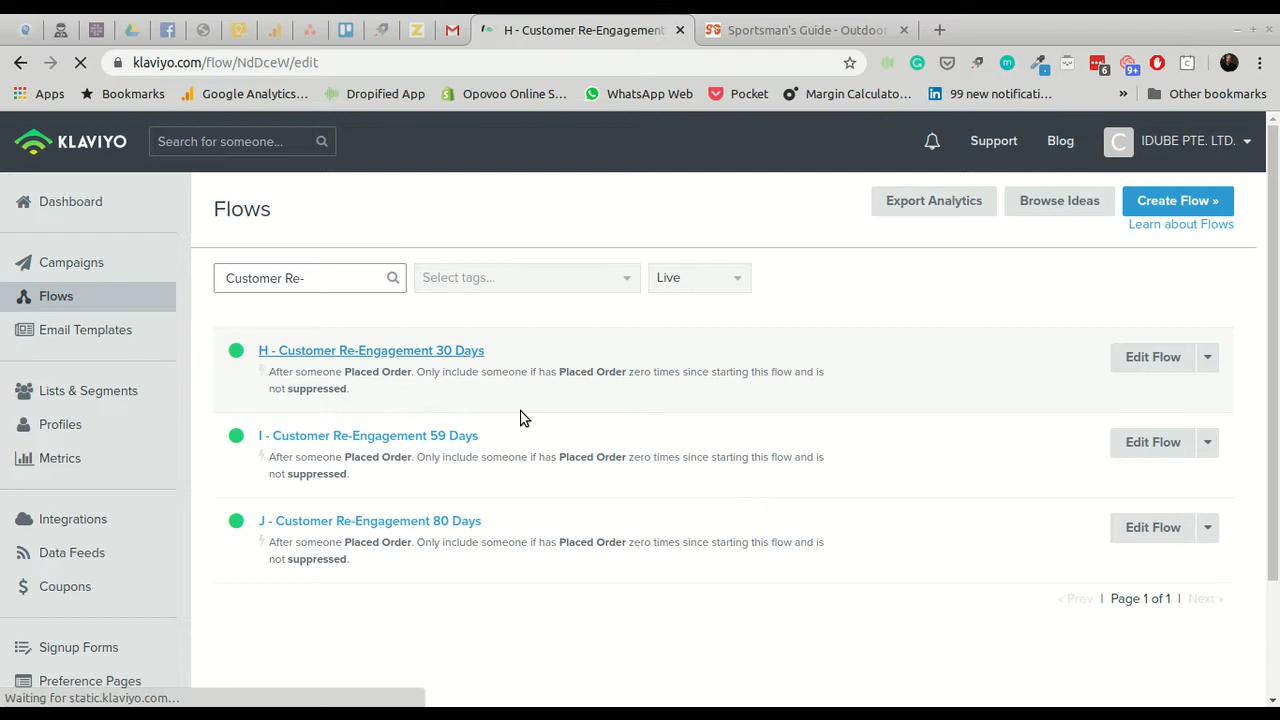 H - Customer Re-Engagement
Sportsman's Guide - Outdoor
klaviyo.com/flow/NdDceW/edit
6
9+
Apps
Bookmarks
Google Analytics...
Dropified App
Opovoo Online S...
WhatsApp Web
Pocket
Margin Calculato...
99 new notificati...
»
Other bookmarks
KLAVIYO
Search for someone...
Support
Blog
C
IDUBE PTE. LTD.
Dashboard
Campaigns
Flows
Email Templates
Lists & Segments
Profiles
Metrics
Integrations
Data Feeds
Coupons
Signup Forms
Preference Pages
Flows
Export Analytics
Browse Ideas
Create Flow »
Learn about Flows
Customer Re-
Select tags...
Live
H - Customer Re-Engagement 30 Days
After someone Placed Order. Only include someone if has Placed Order zero times since starting this flow and is
not suppressed.
Edit Flow
I - Customer Re-Engagement 59 Days
After someone Placed Order. Only include someone if has Placed Order zero times since starting this flow and is
not suppressed.
Edit Flow
J - Customer Re-Engagement 80 Days
After someone Placed Order. Only include someone if has Placed Order zero times since starting this flow and is
not suppressed.
Edit Flow
« Prev | Page 1 of 1 | Next »
Waiting for static.klaviyo.com...